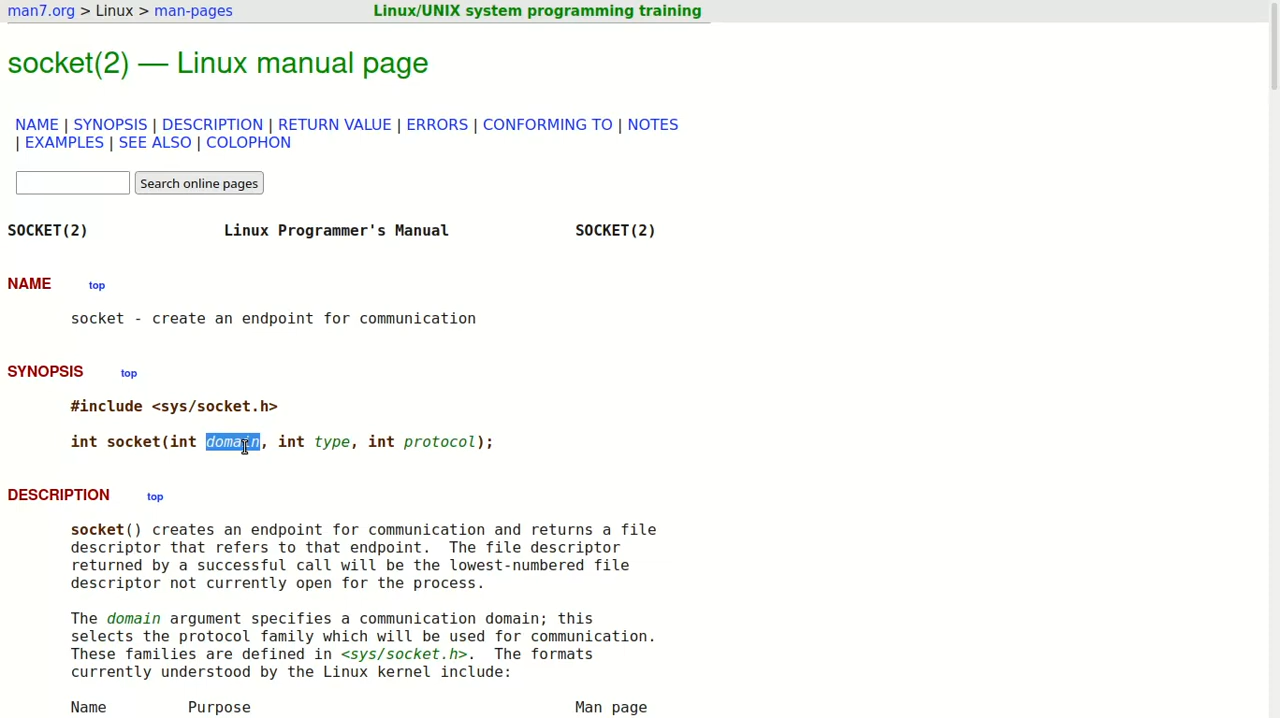 man7.org > Linux > man-pages Linux/UNIX system programming training
socket(2) — Linux manual page
NAME | SYNOPSIS | DESCRIPTION | RETURN VALUE | ERRORS | CONFORMING TO | NOTES
| EXAMPLES | SEE ALSO | COLOPHON
Search online pages
SOCKET(2) Linux Programmer's Manual SOCKET(2)
NAME top
socket - create an endpoint for communication
SYNOPSIS top
#include <sys/socket.h>
int socket(int domain, int type, int protocol);
DESCRIPTION top
socket() creates an endpoint for communication and returns a file
descriptor that refers to that endpoint. The file descriptor
returned by a successful call will be the lowest-numbered file
descriptor not currently open for the process.
The domain argument specifies a communication domain; this
selects the protocol family which will be used for communication.
These families are defined in <sys/socket.h>. The formats
currently understood by the Linux kernel include:
Name Purpose Man page